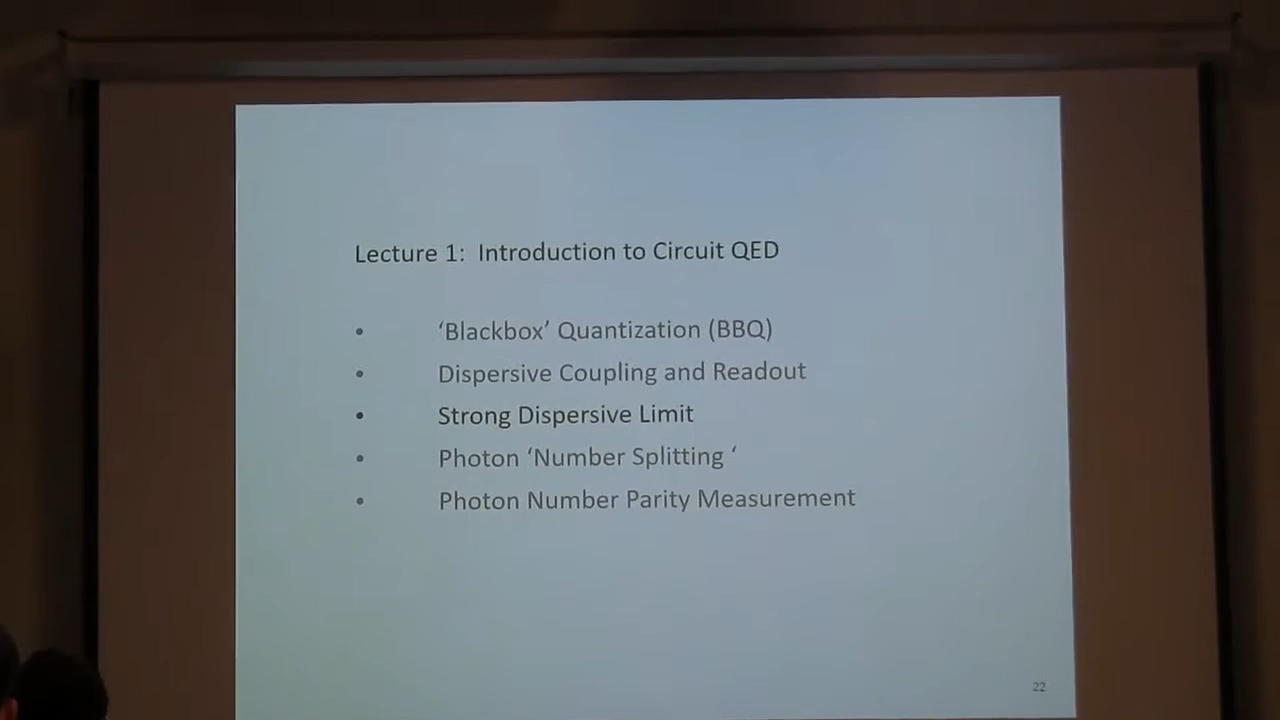 Lecture 1: Introduction to Circuit QED
• ‘Blackbox’ Quantization (BBQ)
• Dispersive Coupling and Readout
• Strong Dispersive Limit
• Photon ‘Number Splitting ‘
• Photon Number Parity Measurement
22